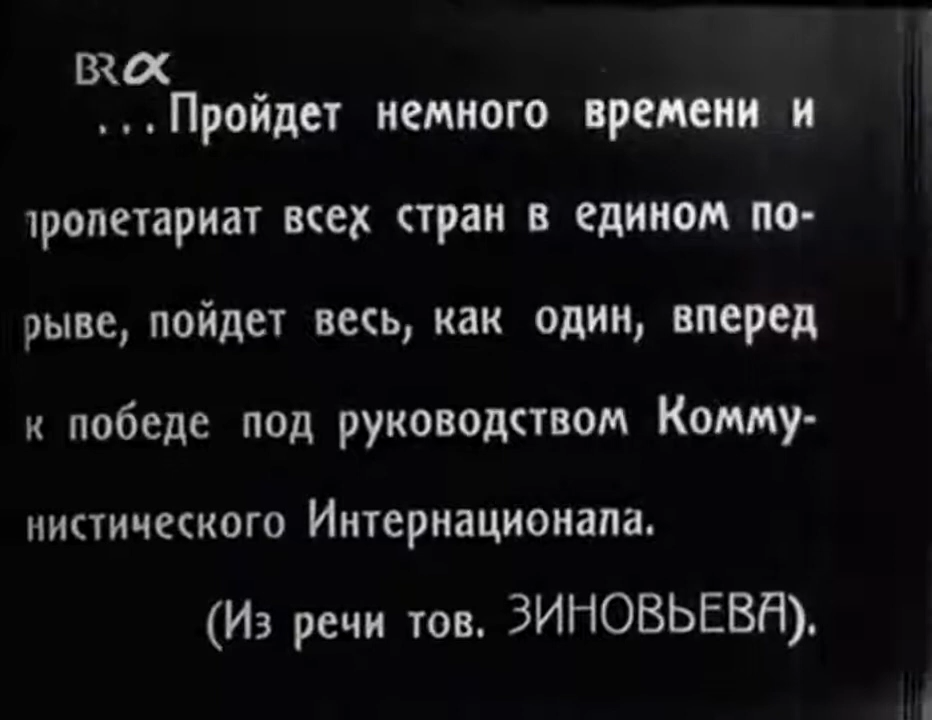 BRα
...Пройдет немного времени и
пролетариат всех стран в едином по-
рыве, пойдет весь, как один, вперед
к победе под руководством Комму-
нистического Интернационала.
(Из речи тов. ЗИНОВЬЕВА).